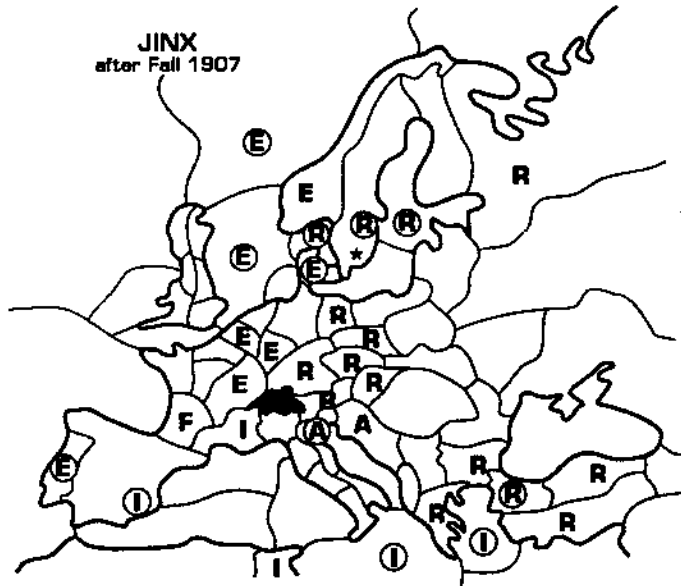 JINX
after Fall 1907
E
R
E
R R R
E * E
R
E E R
R R
E R
R
F I A A
E R R
I R
R R
I
I I